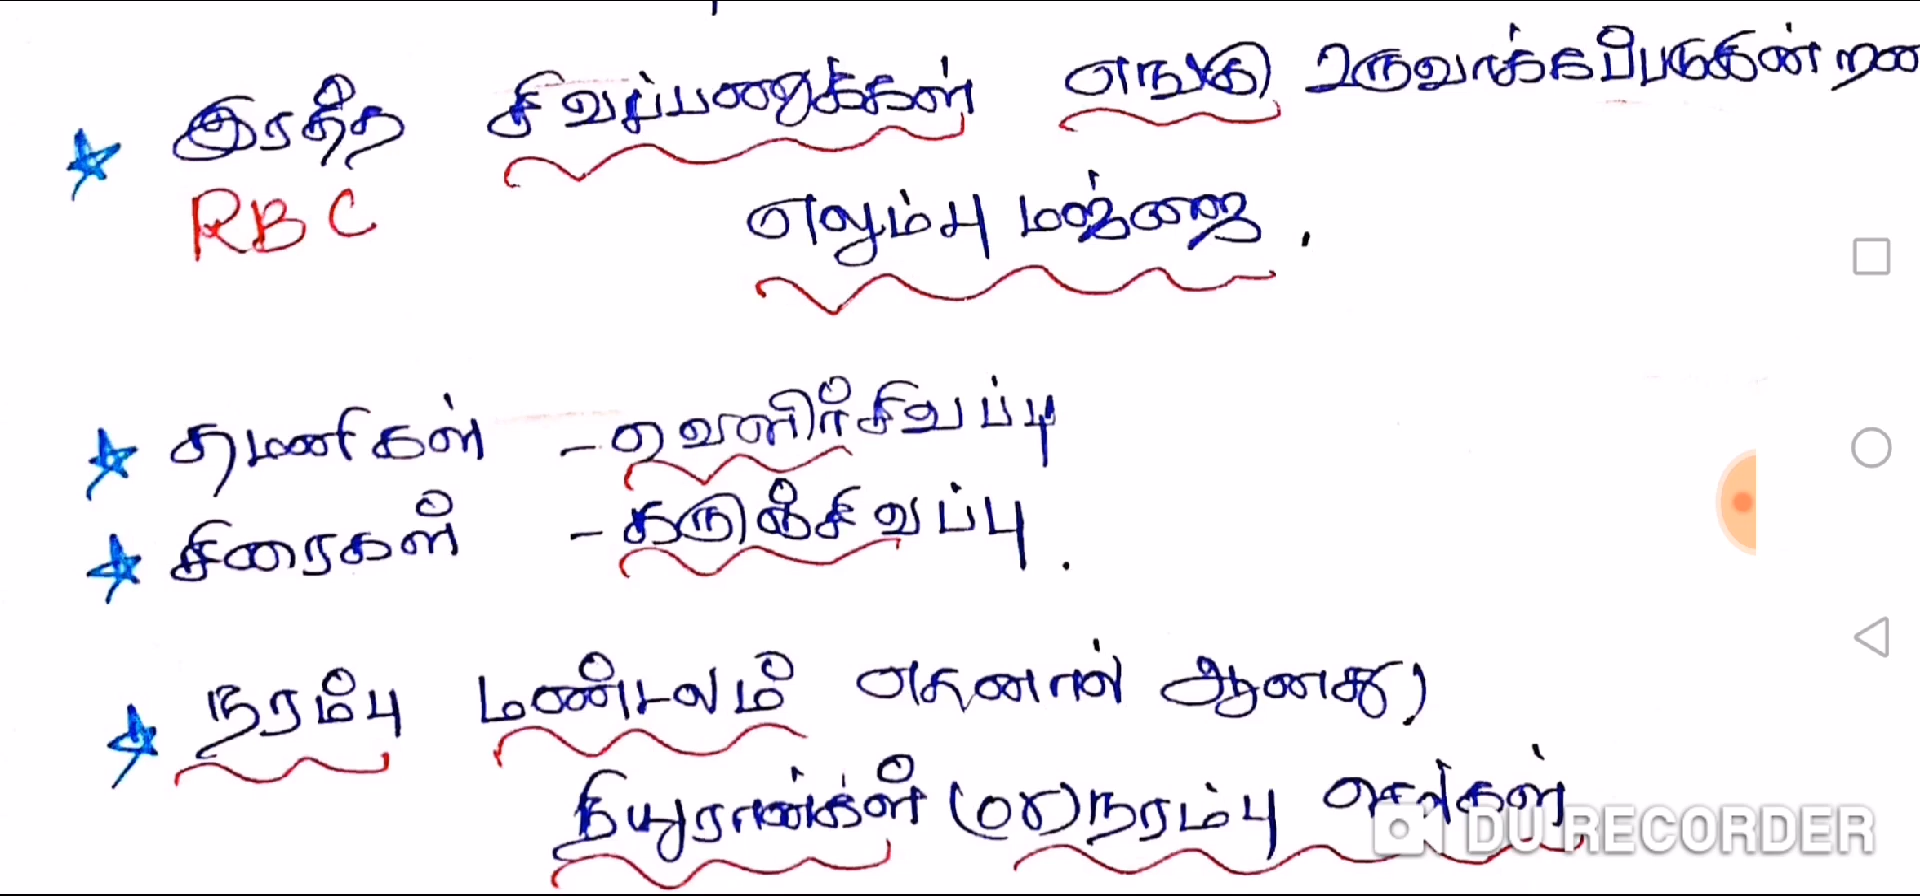 இரத்த சிவப்பணுக்கள் எங்கு உருவாக்கப்படுகின்றன
RBC
எலும்பு மஜ்ஜை.
தமனிகள் - வெளிர்சிவப்பு
சிரைகள் - கருஞ்சிவப்பு.
நரம்பு மண்டலம் எதனால் ஆனது
நியுரான்கள் (or) நரம்பு செல்கள்
DU RECORDER